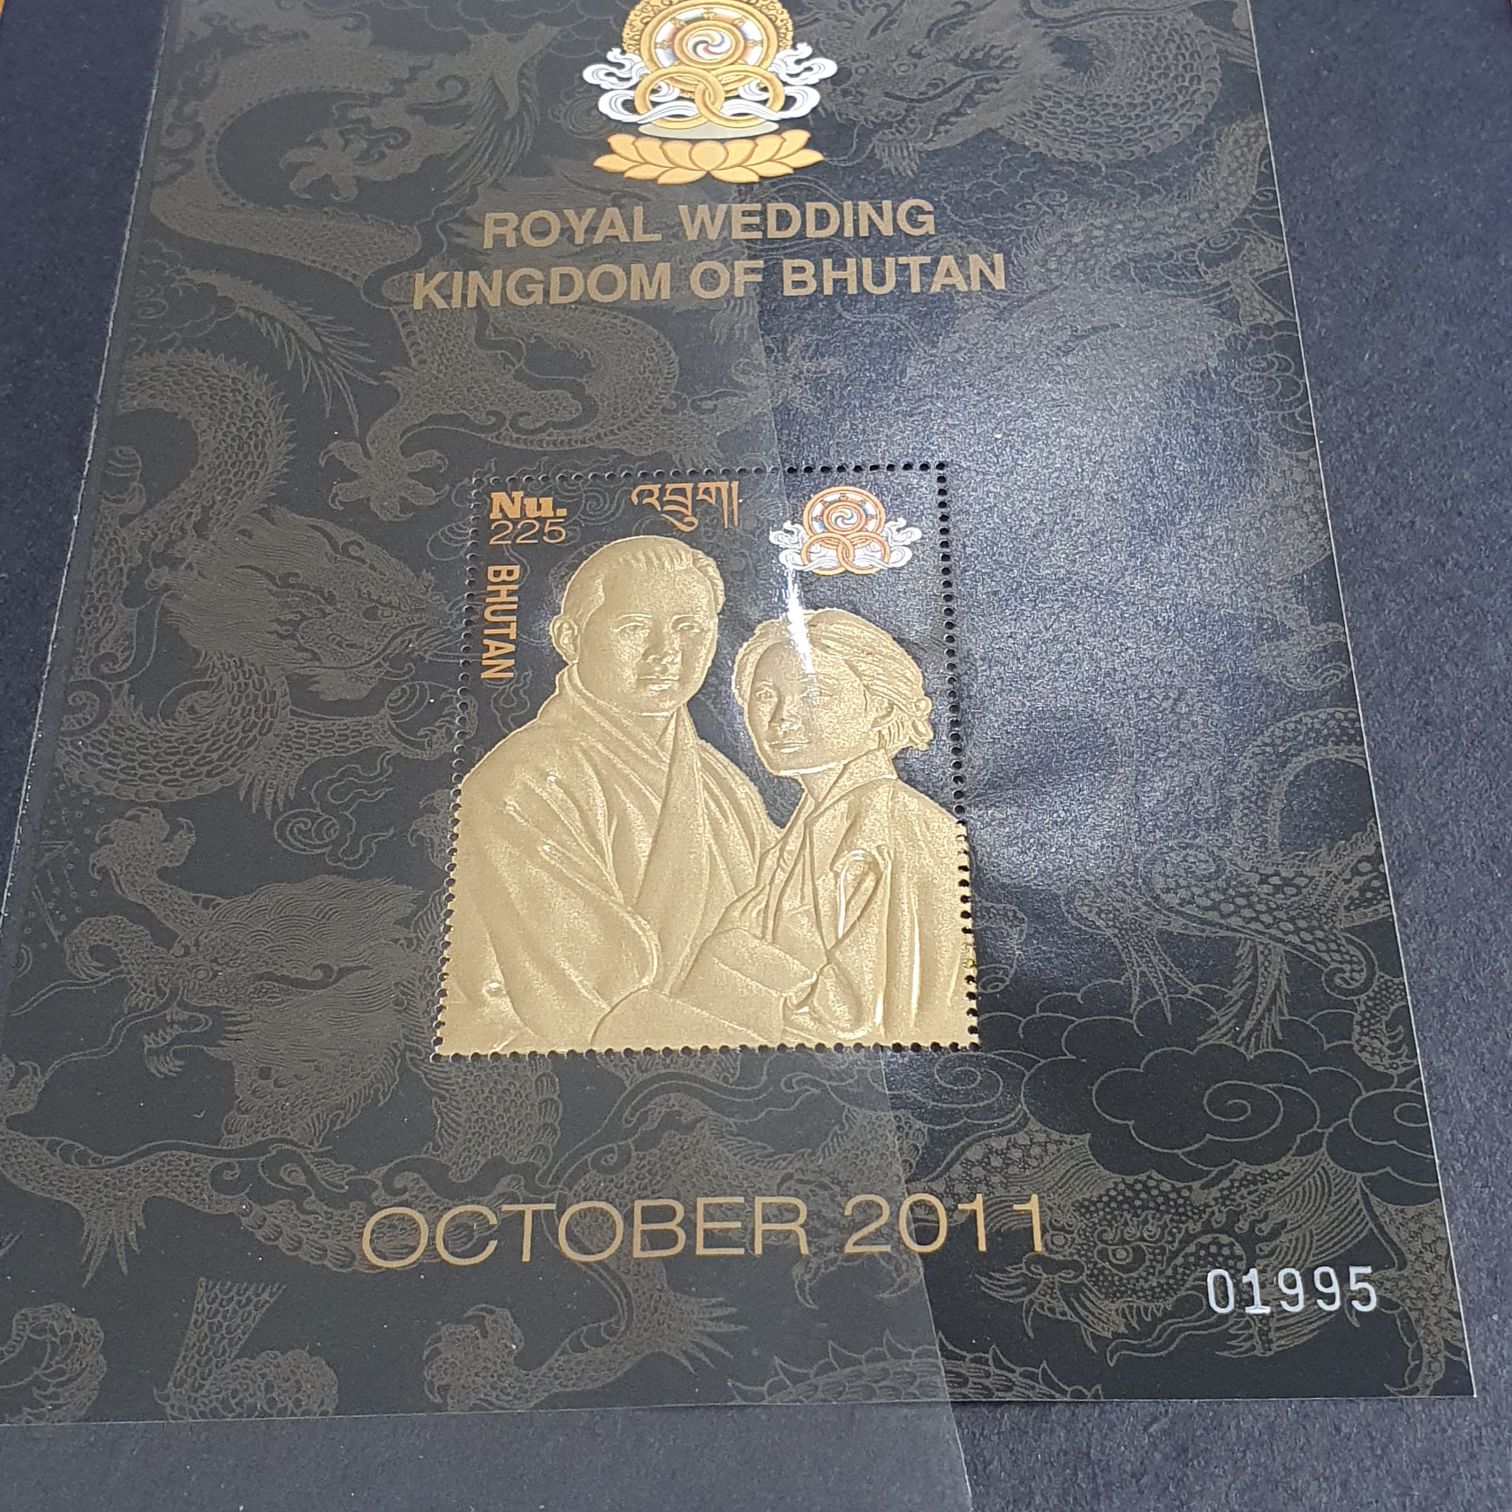 ROYAL WEDDING
KINGDOM OF BHUTAN
Nu.
225
འབྲུག།
BHUTAN
OCTOBER 2011
01995